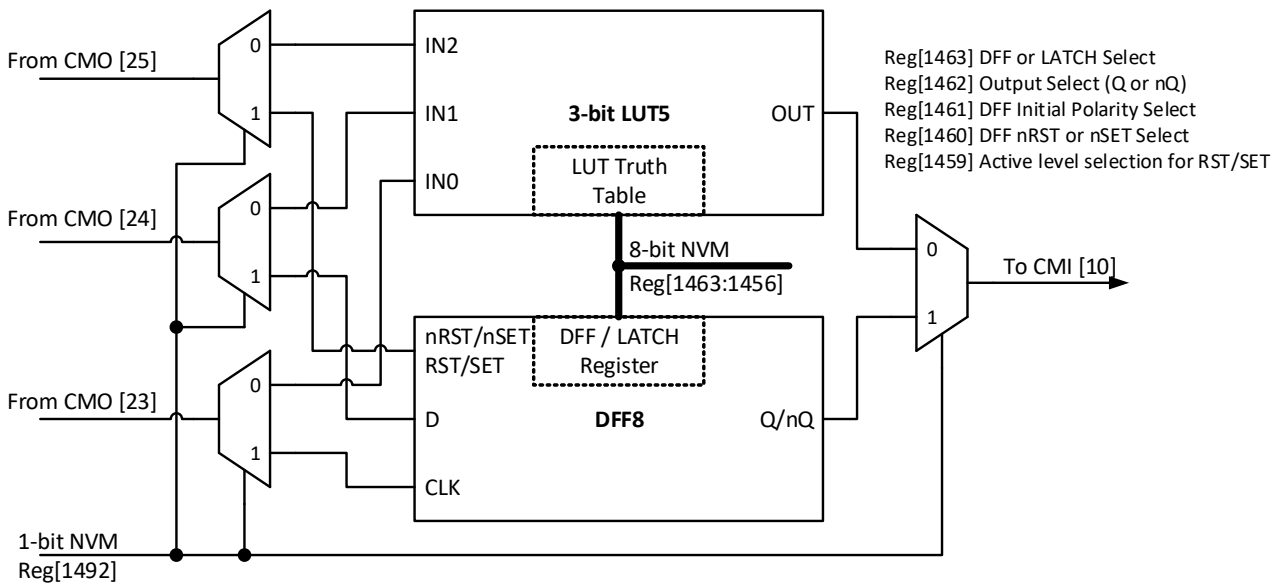 From CMO [25]
0
1
IN2
IN1
IN0
3-bit LUT5
OUT
LUT Truth
Table
Reg[1463] DFF or LATCH Select
Reg[1462] Output Select (Q or nQ)
Reg[1461] DFF Initial Polarity Select
Reg[1460] DFF nRST or nSET Select
Reg[1459] Active level selection for RST/SET
From CMO [24]
0
1
8-bit NVM
Reg[1463:1456]
0
1
To CMI [10]
From CMO [23]
0
1
nRST/nSET
RST/SET
D
CLK
DFF / LATCH
Register
DFF8
Q/nQ
1-bit NVM
Reg[1492]